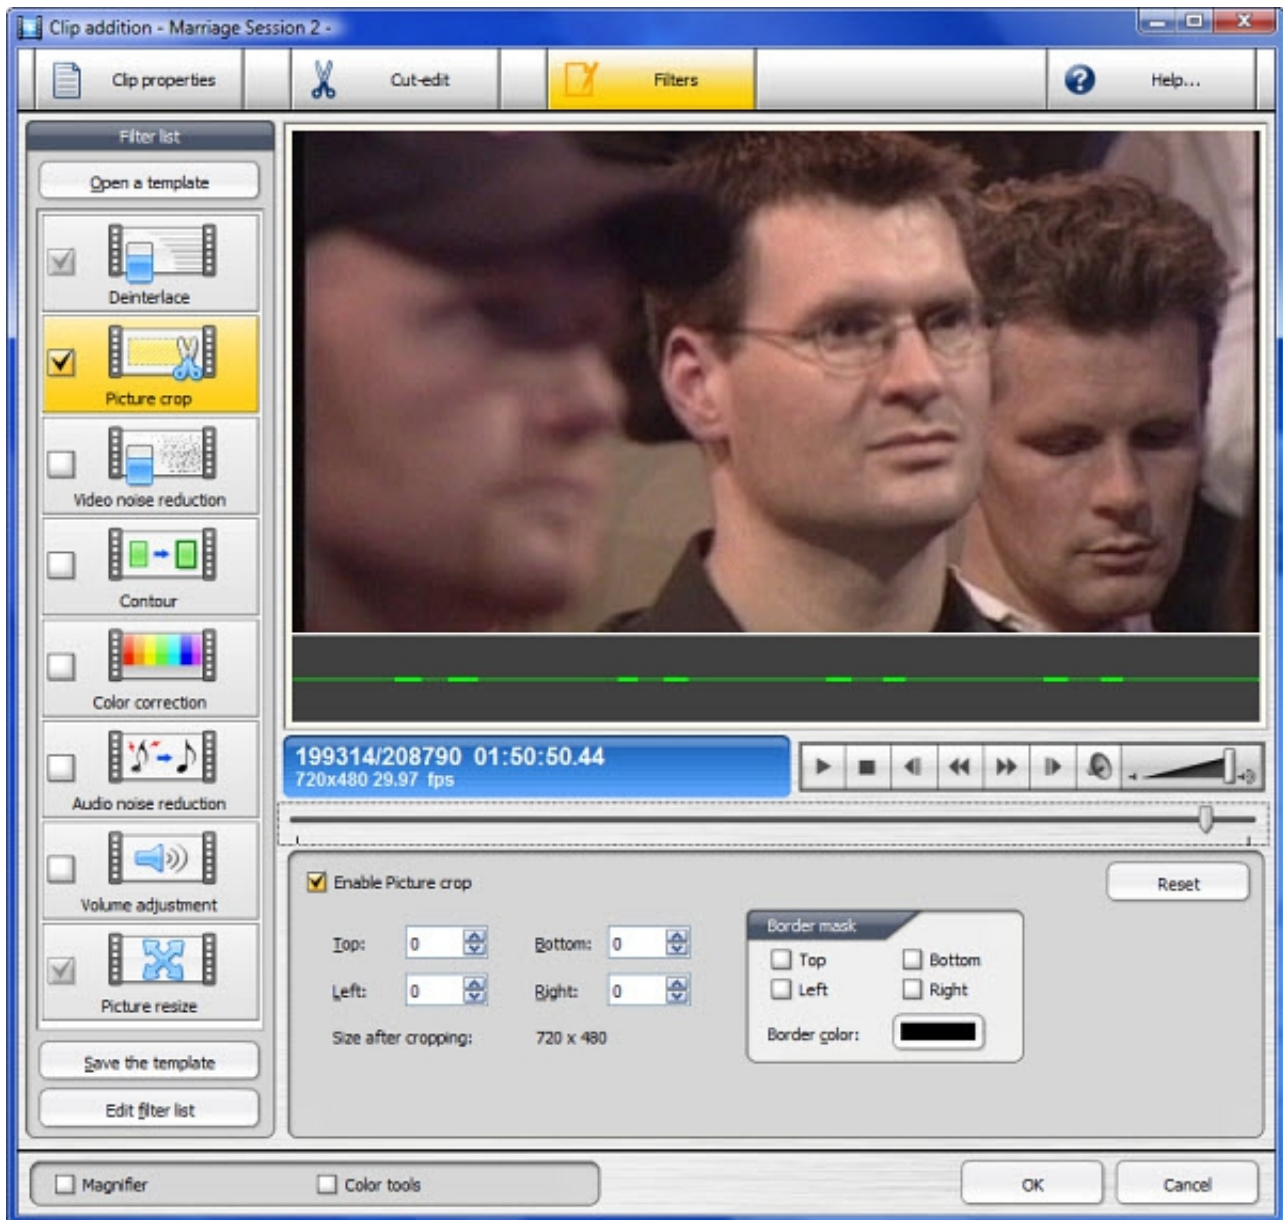 Clip addition - Marriage Session 2 -
Clip properties
Cut-edit
Filters
Help...
Filter list
Open a template
Deinterlace
Picture crop
Video noise reduction
Contour
Color correction
Audio noise reduction
Volume adjustment
Picture resize
Save the template
Edit filter list
199314/208790 01:50:50.44
720x480 29.97 fps
Enable Picture crop
Reset
Top: 0 Bottom: 0
Left: 0 Right: 0
Size after cropping: 720 x 480
Border mask
Top Bottom
Left Right
Border color:
Magnifier
Color tools
OK
Cancel